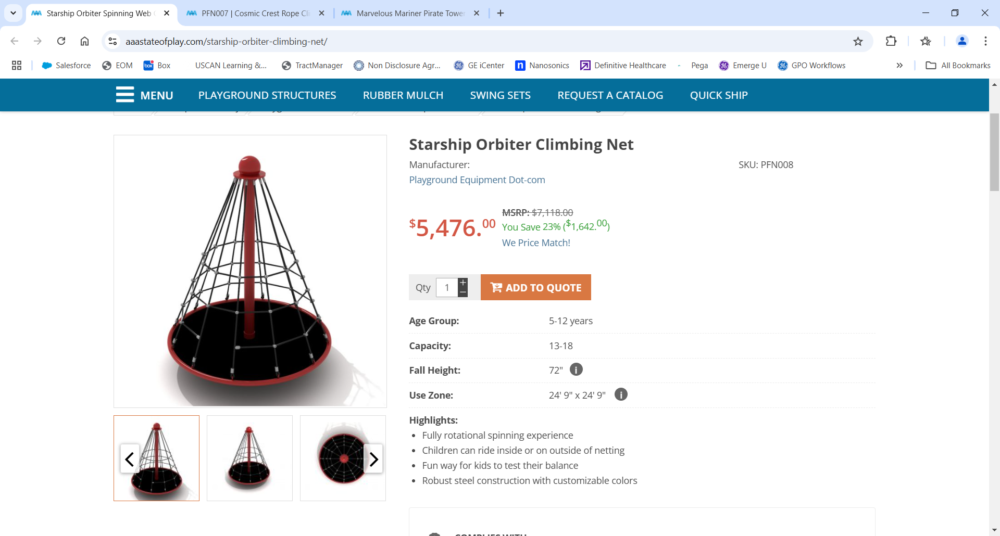 Starship Orbiter Spinning Web
PFN007 | Cosmic Crest Rope Cli
Marvelous Mariner Pirate Tower
aaastateofplay.com/starship-orbiter-climbing-net/
Salesforce
EOM
box Box
USCAN Learning &...
TractManager
Non Disclosure Agr...
GE iCenter
n Nanosonics
Definitive Healthcare
Pega
Emerge U
GPO Workflows
All Bookmarks
MENU
PLAYGROUND STRUCTURES
RUBBER MULCH
SWING SETS
REQUEST A CATALOG
QUICK SHIP
Starship Orbiter Climbing Net
Manufacturer:
SKU: PFN008
Playground Equipment Dot-com
MSRP: $7,118.00
$5,476.00
You Save 23% ($1,642.00)
We Price Match!
Qty 1 + −
ADD TO QUOTE
Age Group: 5-12 years
Capacity: 13-18
Fall Height: 72" i
Use Zone: 24' 9" x 24' 9" i
Highlights:
• Fully rotational spinning experience
• Children can ride inside or on outside of netting
• Fun way for kids to test their balance
• Robust steel construction with customizable colors
COMPLIES WITH